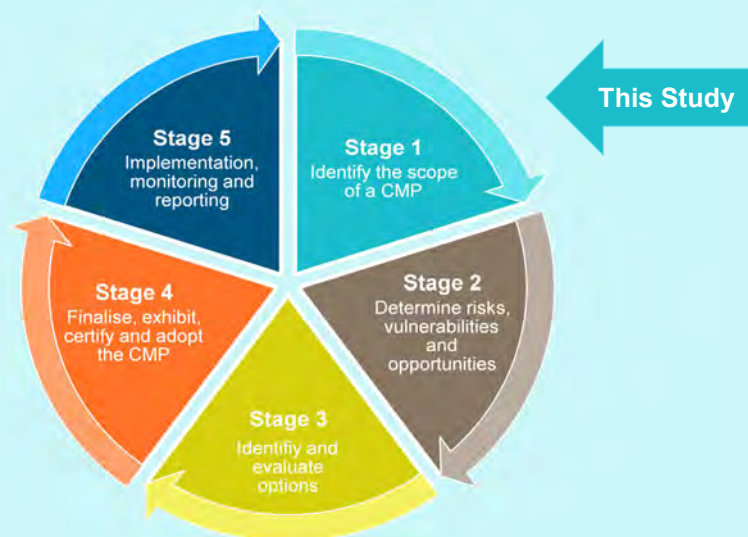 This Study
Stage 1
Identify the scope
of a CMP
Stage 2
Determine risks,
vulnerabilities
and
opportunities
Stage 3
Identifiy and
evaluate
options
Stage 4
Finalise, exhibit,
certify and adopt
the CMP
Stage 5
Implementation,
monitoring and
reporting